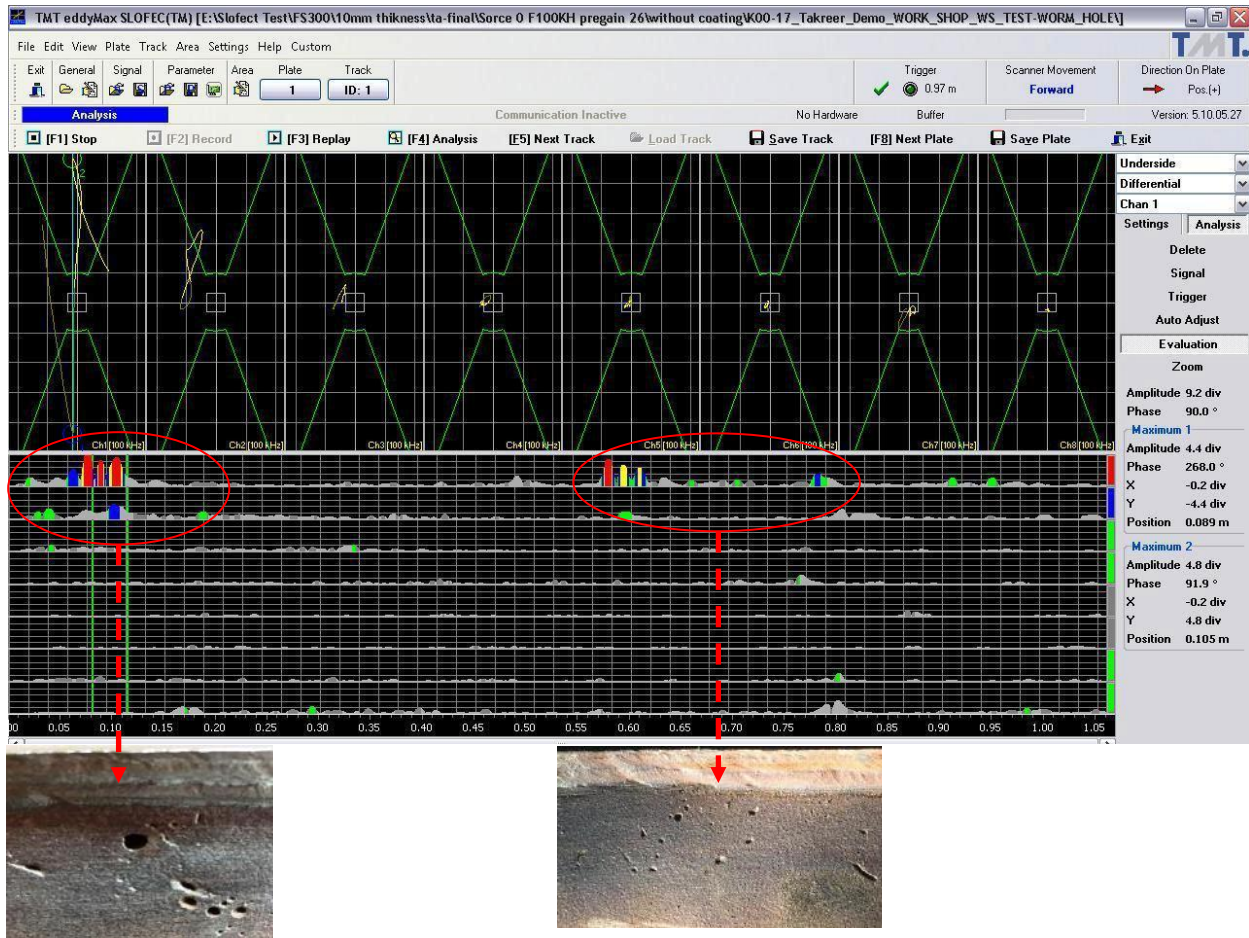 TMT eddyMax SLOFEC(TM) [E:\Slofect Test\FS300\10mm thikness\ta-final\Sorce 0 F100KH pregain 26\without coating\K00-17_Takreer_Demo_WORK_SHOP_WS_TEST-WORM_HOLE\]
File Edit View Plate Track Area Settings Help Custom
TMT.
Exit General Signal Parameter Area Plate Track Trigger Scanner Movement Direction On Plate
1 ID: 1 0.97 m Forward Pos.(+)
Analysis Communication Inactive No Hardware Buffer Version: 5.10.05.27
[F1] Stop [F2] Record [F3] Replay [F4] Analysis [F5] Next Track Load Track Save Track [F8] Next Plate Save Plate Exit
Underside
Differential
Chan 1
Settings Analysis
Delete
Signal
Trigger
Auto Adjust
Evaluation
Zoom
Amplitude 9.2 div
Phase 90.0 °
Maximum 1
Amplitude 4.4 div
Phase 268.0 °
X -0.2 div
Y -4.4 div
Position 0.089 m
Maximum 2
Amplitude 4.8 div
Phase 91.9 °
X -0.2 div
Y 4.8 div
Position 0.105 m
2
Ch1[100 kHz] Ch2[100 kHz] Ch3[100 kHz] Ch4[100 kHz] Ch5[100 kHz] Ch6[100 kHz] Ch7[100 kHz] Ch8[100 kHz]
00 0.05 0.10 0.15 0.20 0.25 0.30 0.35 0.40 0.45 0.50 0.55 0.60 0.65 0.70 0.75 0.80 0.85 0.90 0.95 1.00 1.05